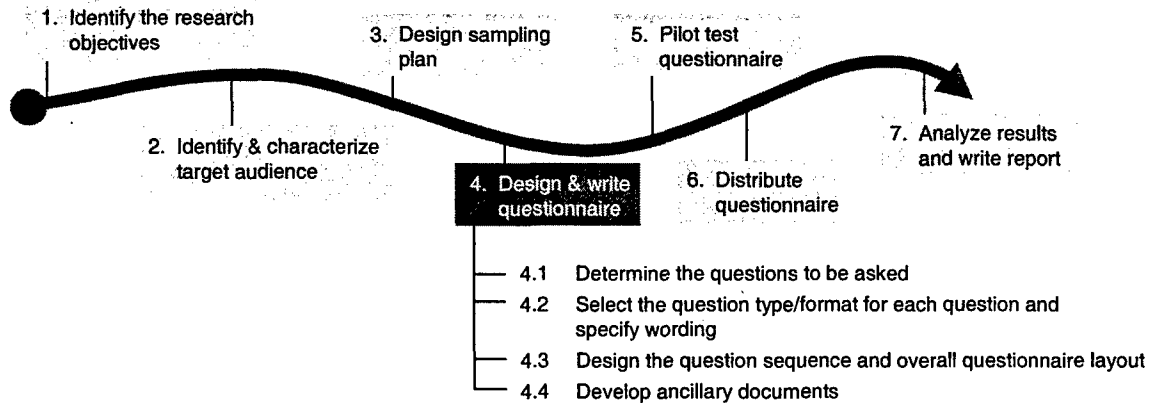 1. Identify the research
objectives
2. Identify & characterize
target audience
3. Design sampling
plan
4. Design & write
questionnaire
4.1 Determine the questions to be asked
4.2 Select the question type/format for each question and
specify wording
4.3 Design the question sequence and overall questionnaire layout
4.4 Develop ancillary documents
5. Pilot test
questionnaire
6. Distribute
questionnaire
7. Analyze results
and write report